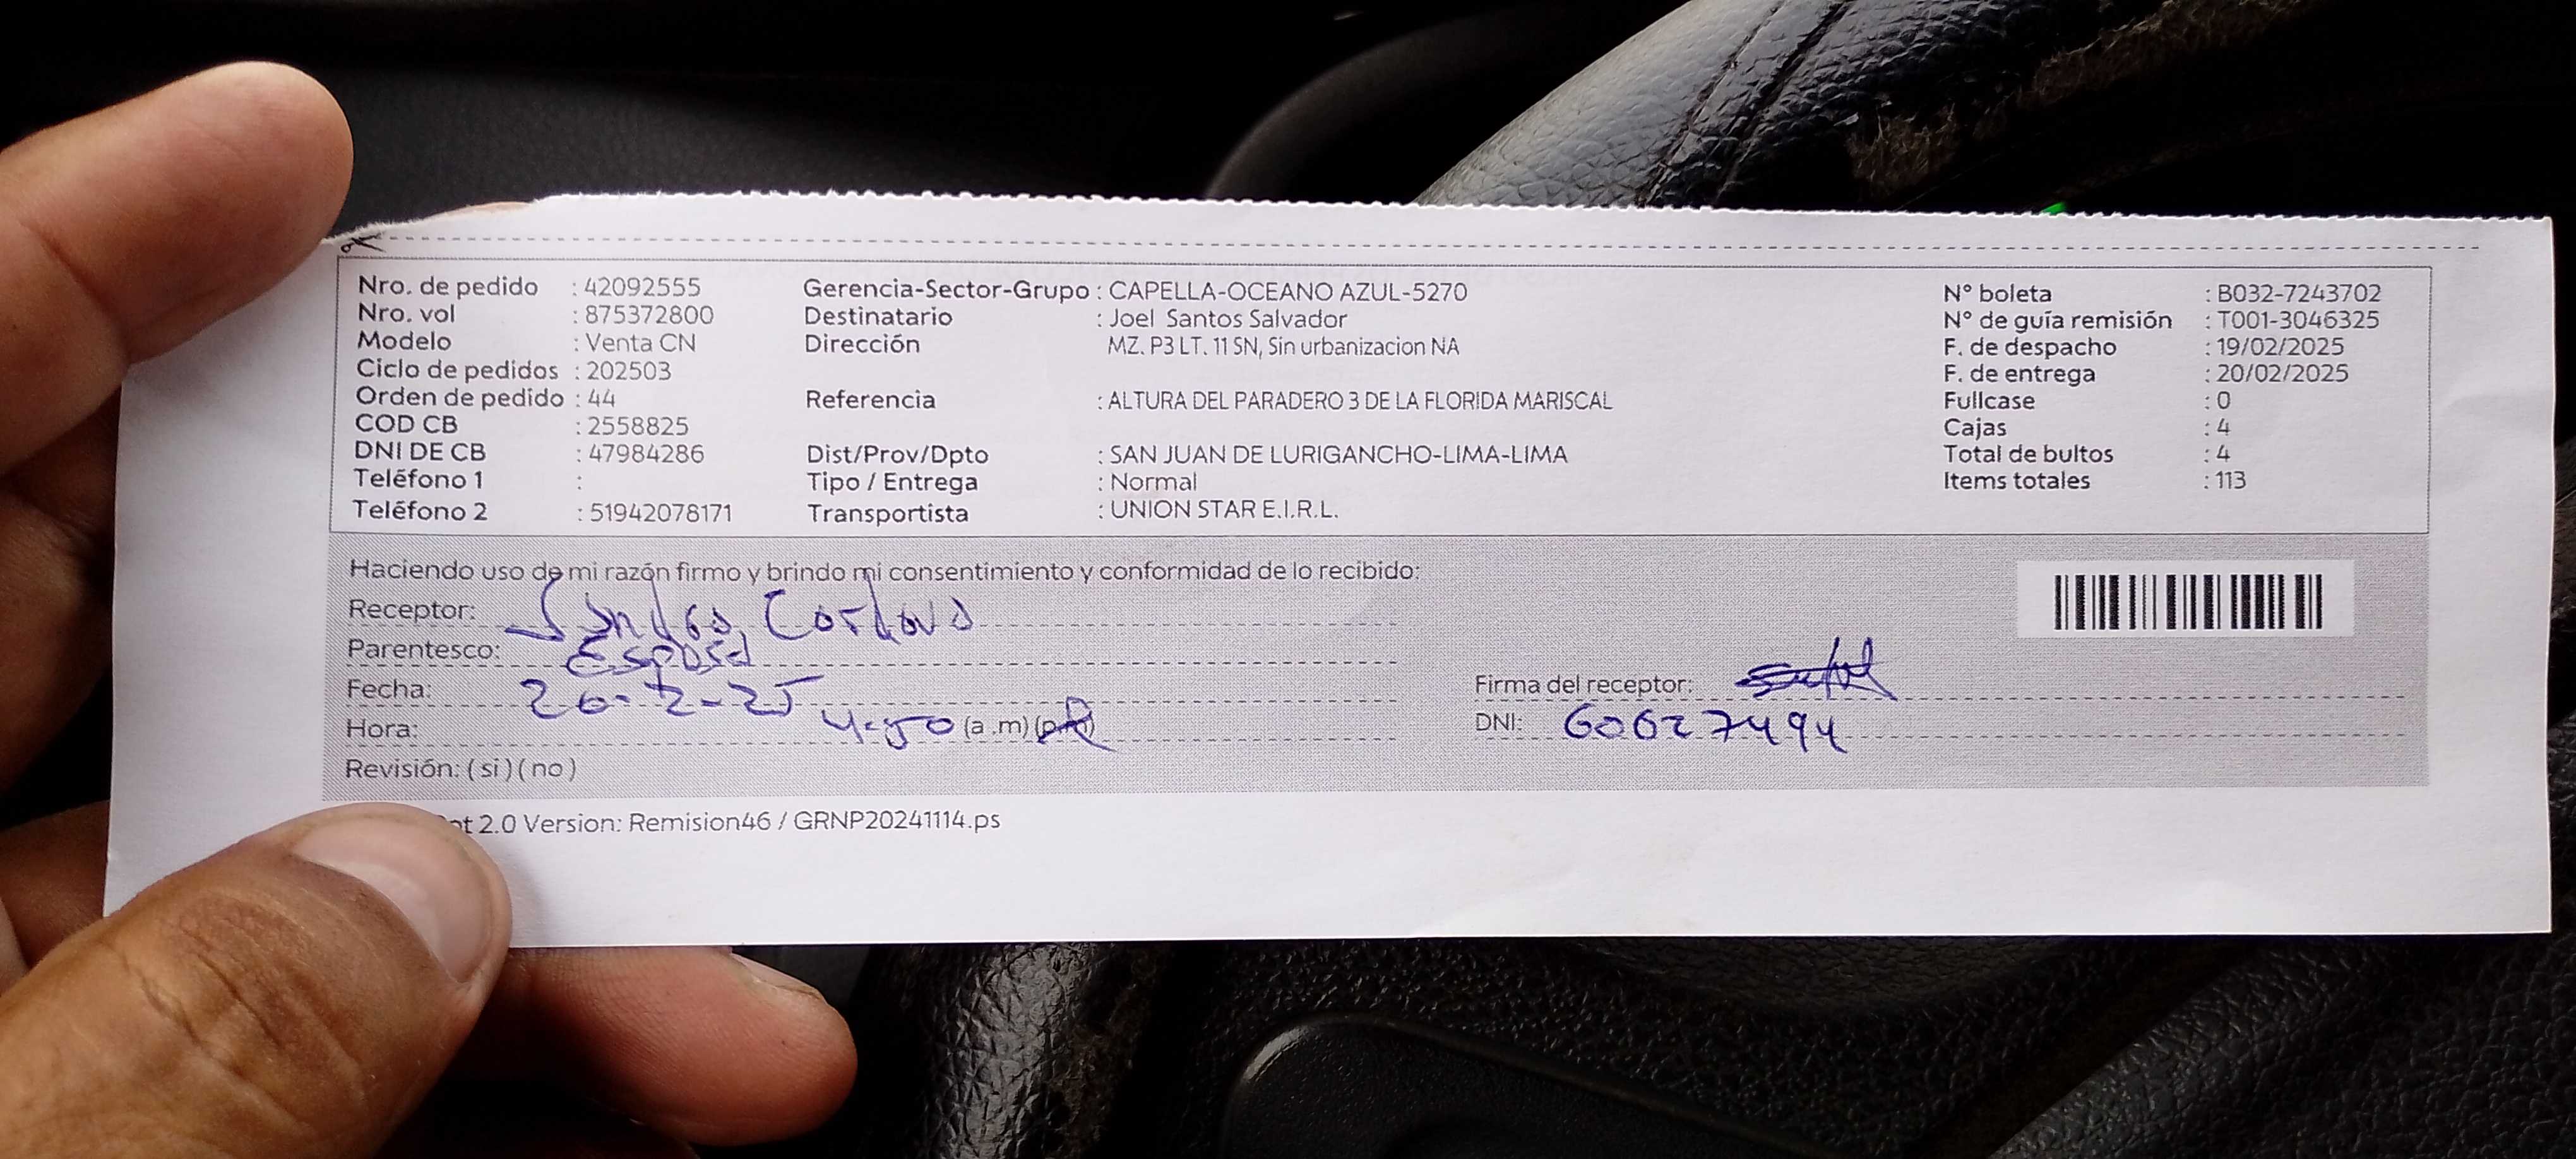 Nro. de pedido : 42092555 Gerencia-Sector-Grupo : CAPELLA-OCEANO AZUL-5270 N° boleta : B032-7243702
Nro. vol : 875372800 Destinatario : Joel Santos Salvador N° de guía remisión : T001-3046325
Modelo : Venta CN Dirección MZ. P3 LT. 11 SN, Sin urbanizacion NA F. de despacho : 19/02/2025
Ciclo de pedidos : 202503 F. de entrega : 20/02/2025
Orden de pedido : 44 Referencia : ALTURA DEL PARADERO 3 DE LA FLORIDA MARISCAL Fullcase : 0
COD CB : 2558825 Cajas : 4
DNI DE CB : 47984286 Dist/Prov/Dpto : SAN JUAN DE LURIGANCHO-LIMA-LIMA Total de bultos : 4
Teléfono 1 : Tipo / Entrega : Normal Items totales : 113
Teléfono 2 : 51942078171 Transportista : UNION STAR E.I.R.L.
Haciendo uso de mi razón firmo y brindo mi consentimiento y conformidad de lo recibido:
Receptor: Cordova
Parentesco: Esposa
Fecha: 20-2-25 Firma del receptor:
Hora: 4:50 (a .m) (p.m) DNI: 60627494
Revisión: ( si ) ( no )
2.0 Version: Remision46 / GRNP20241114.ps